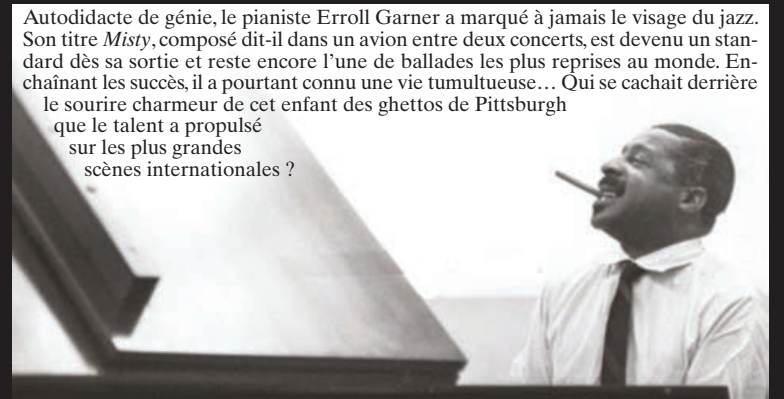 Autodidacte de génie, le pianiste Erroll Garner a marqué à jamais le visage du jazz.
Son titre Misty, composé dit-il dans un avion entre deux concerts, est devenu un stan-
dard dès sa sortie et reste encore l'une de ballades les plus reprises au monde. En-
chaînant les succès, il a pourtant connu une vie tumultueuse… Qui se cachait derrière
le sourire charmeur de cet enfant des ghettos de Pittsburgh
que le talent a propulsé
sur les plus grandes
scènes internationales ?